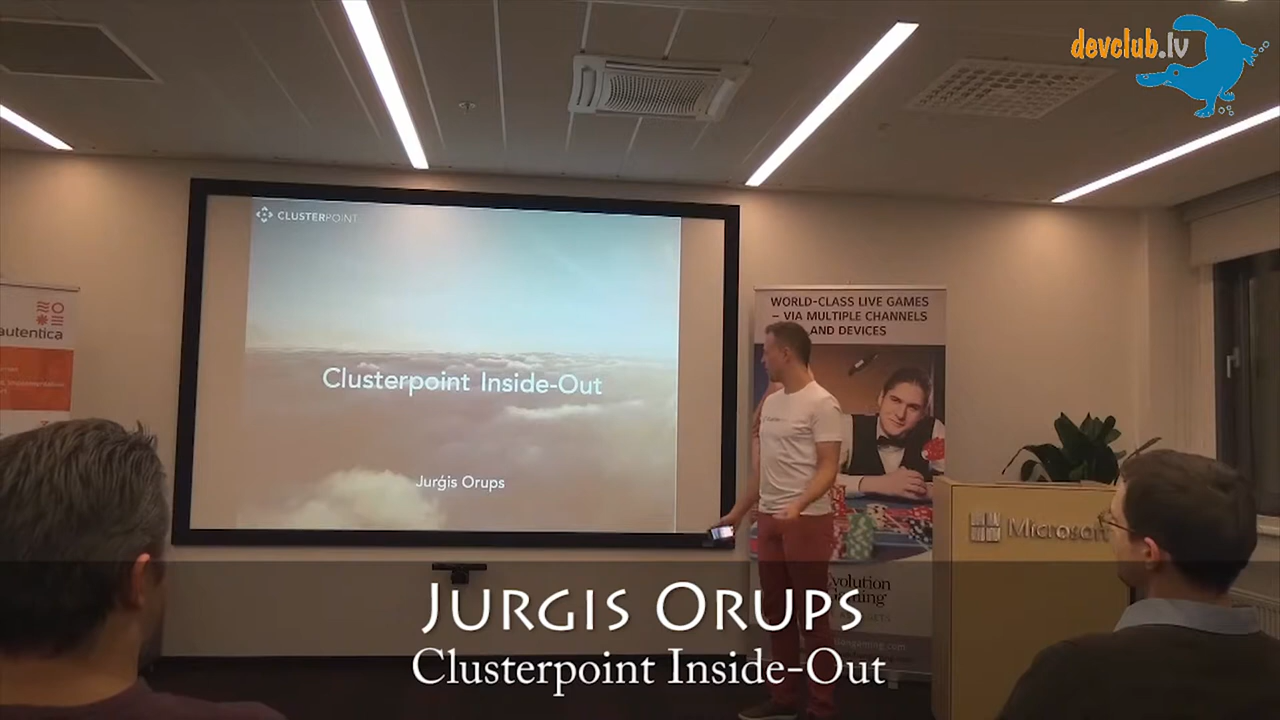 devclub.lv
CLUSTERPOINT
Clusterpoint Inside-Out
Jurģis Orups
autentica
WORLD-CLASS LIVE GAMES
– VIA MULTIPLE CHANNELS
AND DEVICES
Microsoft
JURGIS ORUPS
Clusterpoint Inside-Out